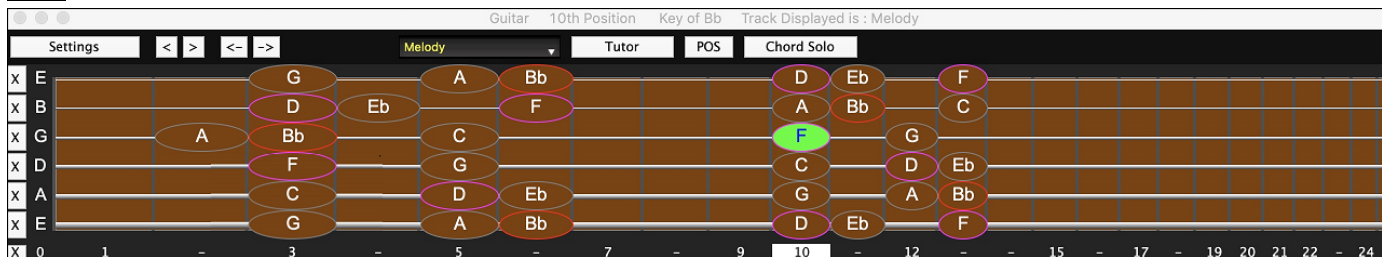 Guitar 10th Position Key of Bb Track Displayed is : Melody
Settings < > <- -> Melody Tutor POS Chord Solo
X E G A Bb D Eb F
X B D Eb F A Bb C
X G A Bb C F G
X D F G C D Eb
X A C D Eb G A Bb
X E G A Bb D Eb F
X 0 1 - 3 - 5 - 7 - 9 10 - 12 - - 15 - 17 - 19 20 21 22 - 24